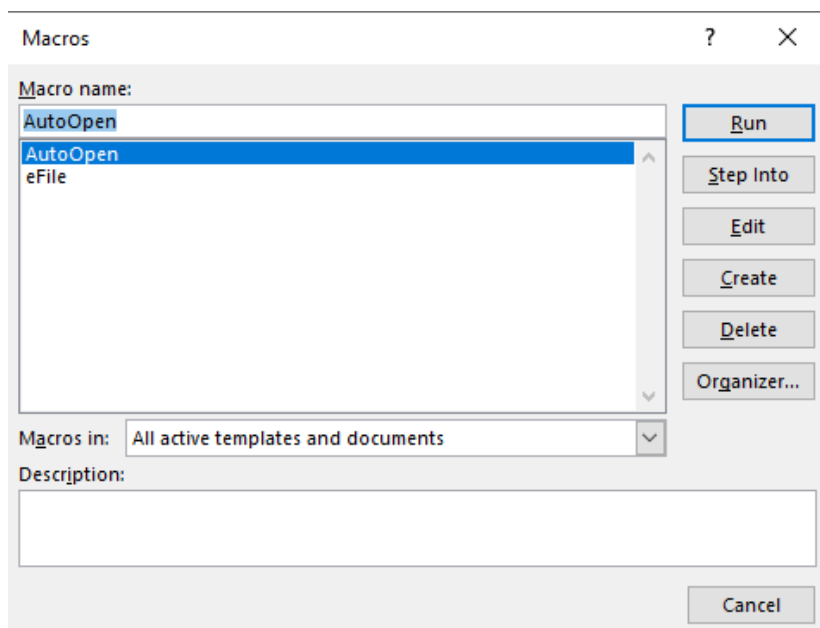 Macros
Macro name:
AutoOpen
AutoOpen
eFile
Run
Step Into
Edit
Create
Delete
Organizer...
Macros in: All active templates and documents
Description:
Cancel